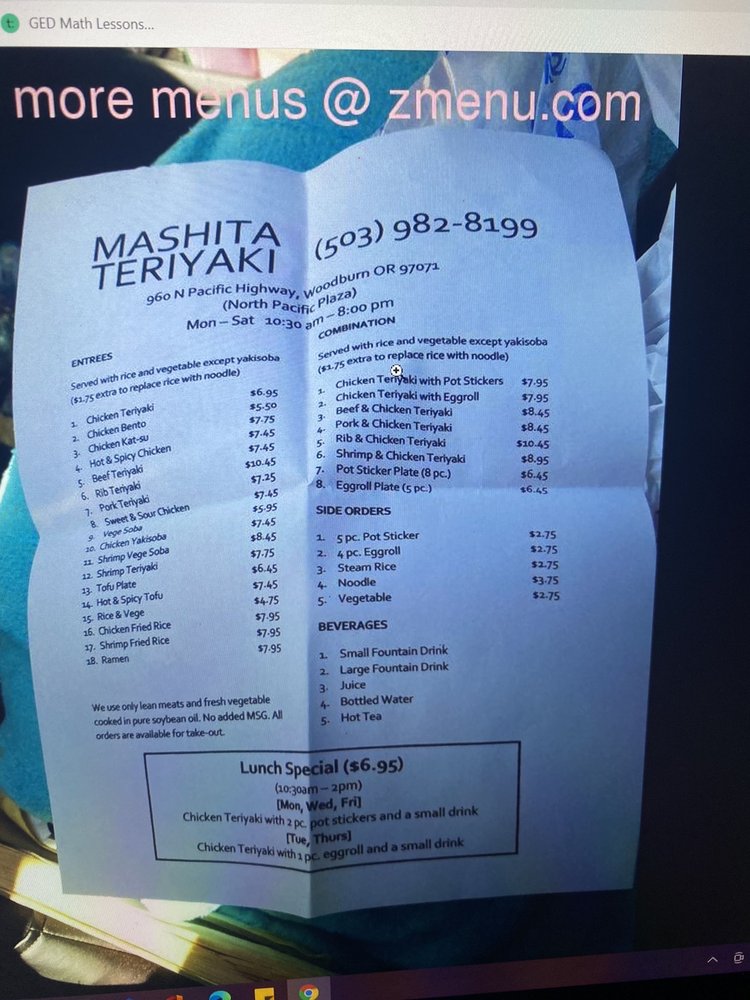 GED Math Lessons...
more menus @ zmenu.com
MASHITA
TERIYAKI
(503) 982-8199
960 N Pacific Highway, Woodburn OR 97071
(North Pacific Plaza)
Mon – Sat 10:30 am – 8:00 pm
ENTREES
Served with rice and vegetable except yakisoba
($1.75 extra to replace rice with noodle)
1. Chicken Teriyaki $6.95
2. Chicken Bento $5.50
3. Chicken Kat-su $7.75
4. Hot & Spicy Chicken $7.45
5. Beef Teriyaki $7.45
6. Rib Teriyaki $10.45
7. Pork Teriyaki $7.25
8. Sweet & Sour Chicken $7.45
9. Vege Soba $5.95
10. Chicken Yakisoba $7.45
11. Shrimp Vege Soba $8.45
12. Shrimp Teriyaki $7.75
13. Tofu Plate $6.45
14. Hot & Spicy Tofu $7.45
15. Rice & Vege $4.75
16. Chicken Fried Rice $7.95
17. Shrimp Fried Rice $7.95
18. Ramen $7.95
We use only lean meats and fresh vegetable
cooked in pure soybean oil. No added MSG. All
orders are available for take-out.
COMBINATION
Served with rice and vegetable except yakisoba
($1.75 extra to replace rice with noodle)
1. Chicken Teriyaki with Pot Stickers $7.95
2. Chicken Teriyaki with Eggroll $7.95
3. Beef & Chicken Teriyaki $8.45
4. Pork & Chicken Teriyaki $8.45
5. Rib & Chicken Teriyaki $10.45
6. Shrimp & Chicken Teriyaki $8.95
7. Pot Sticker Plate (8 pc.) $6.45
8. Eggroll Plate (5 pc.) $6.45
SIDE ORDERS
1. 5 pc. Pot Sticker $2.75
2. 4 pc. Eggroll $2.75
3. Steam Rice $2.75
4. Noodle $3.75
5. Vegetable $2.75
BEVERAGES
1. Small Fountain Drink
2. Large Fountain Drink
3. Juice
4. Bottled Water
5. Hot Tea
Lunch Special ($6.95)
(10:30am – 2pm)
[Mon, Wed, Fri]
Chicken Teriyaki with 2 pc. pot stickers and a small drink
[Tue, Thurs]
Chicken Teriyaki with 1 pc. eggroll and a small drink